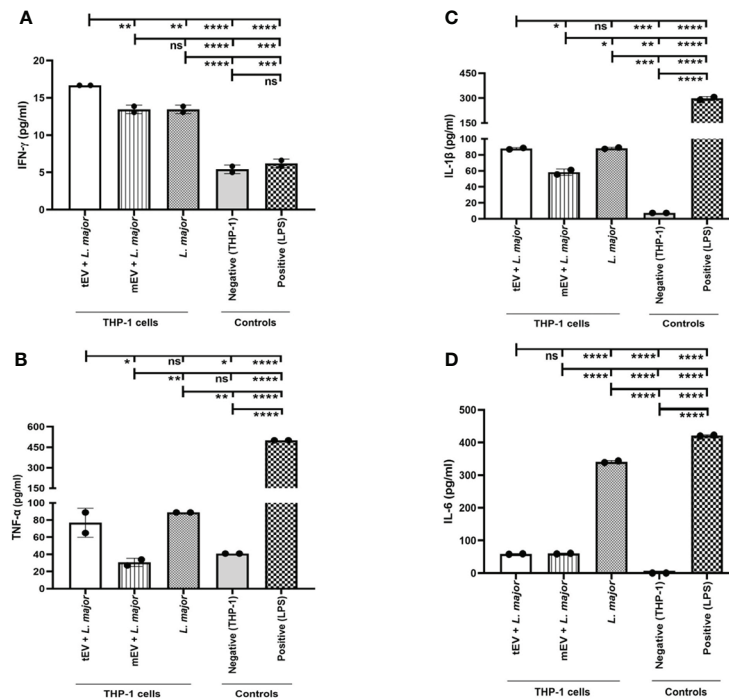 A
** ** **** ****
ns **** ***
**** ***
ns
IFN-γ (pg/ml)
20
15
10
5
0
tEV + L. major
mEV + L. major
L. major
Negative (THP-1)
Positive (LPS)
THP-1 cells
Controls
B
* ns * ****
** ns ****
** ****
****
TNF-α (pg/ml)
600
450
300
150
100
80
60
40
20
0
tEV + L. major
mEV + L. major
L. major
Negative (THP-1)
Positive (LPS)
THP-1 cells
Controls
C
* * *** ****
* ** ****
*** ****
****
IL-1β (pg/ml)
450
300
150
100
80
60
40
20
0
tEV + L. major
mEV + L. major
L. major
Negative (THP-1)
Positive (LPS)
THP-1 cells
Controls
D
ns **** **** ****
**** **** ****
**** ****
****
IL-6 (pg/ml)
500
400
300
200
100
0
tEV + L. major
mEV + L. major
L. major
Negative (THP-1)
Positive (LPS)
THP-1 cells
Controls